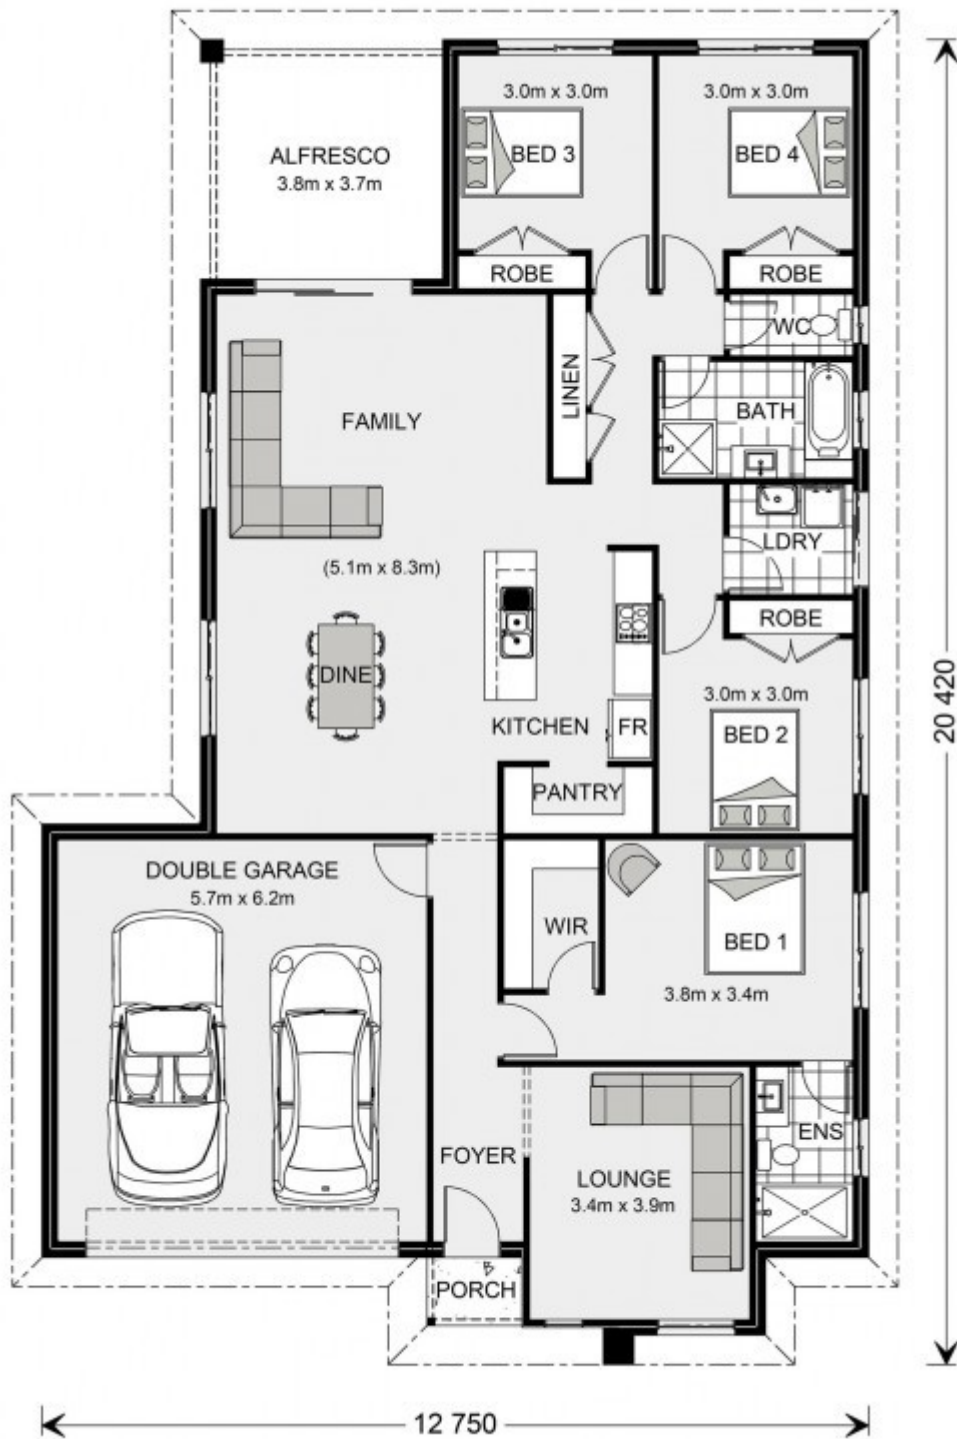 3.0m x 3.0m
BED 3
ROBE
3.0m x 3.0m
BED 4
ROBE
ALFRESCO
3.8m x 3.7m
WC
LINEN
BATH
FAMILY
LDRY
(5.1m x 8.3m)
ROBE
DINE
3.0m x 3.0m
BED 2
KITCHEN
FR
PANTRY
20 420
DOUBLE GARAGE
5.7m x 6.2m
WIR
BED 1
3.8m x 3.4m
ENS
FOYER
LOUNGE
3.4m x 3.9m
PORCH
12 750